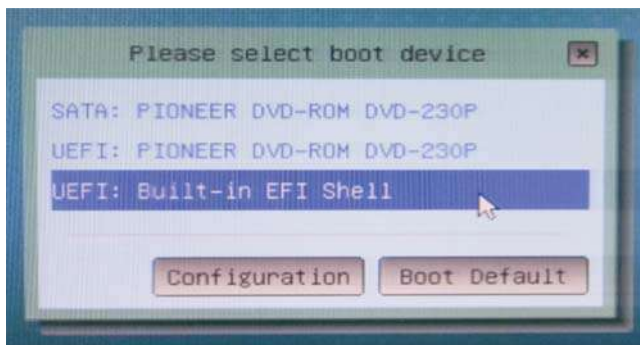 Please select boot device
SATA: PIONEER DVD-ROM DVD-230P
UEFI: PIONEER DVD-ROM DVD-230P
UEFI: Built-in EFI Shell
Configuration
Boot Default